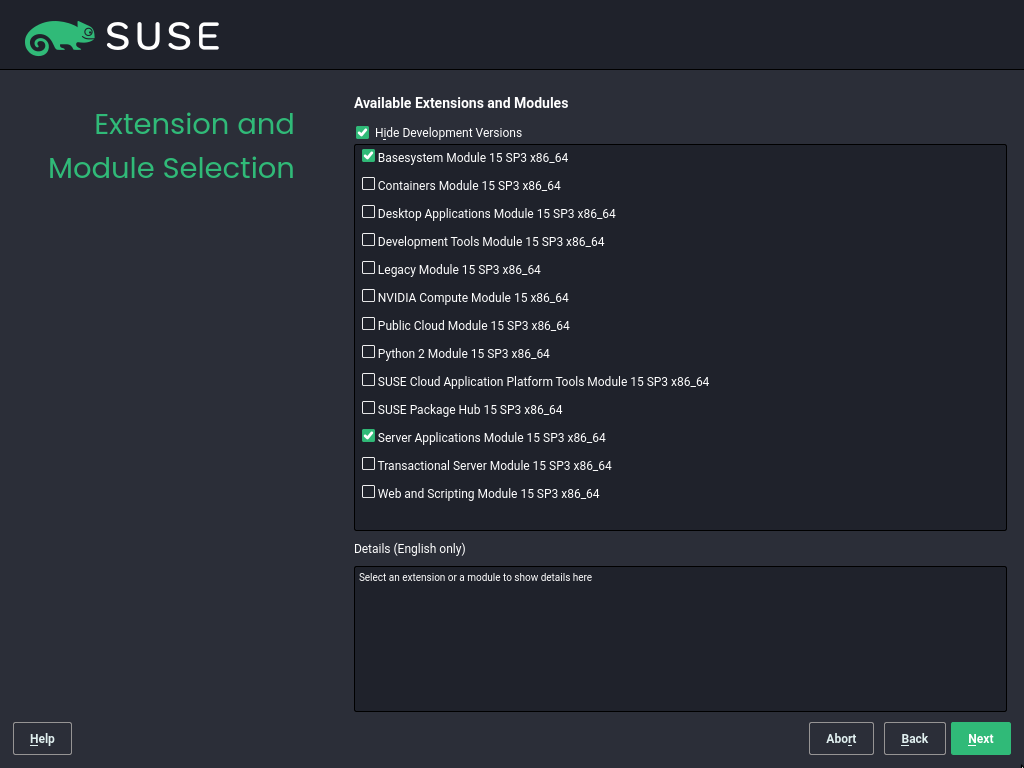 SUSE
Extension and
Module Selection
Available Extensions and Modules
Hide Development Versions
Basesystem Module 15 SP3 x86_64
Containers Module 15 SP3 x86_64
Desktop Applications Module 15 SP3 x86_64
Development Tools Module 15 SP3 x86_64
Legacy Module 15 SP3 x86_64
NVIDIA Compute Module 15 x86_64
Public Cloud Module 15 SP3 x86_64
Python 2 Module 15 SP3 x86_64
SUSE Cloud Application Platform Tools Module 15 SP3 x86_64
SUSE Package Hub 15 SP3 x86_64
Server Applications Module 15 SP3 x86_64
Transactional Server Module 15 SP3 x86_64
Web and Scripting Module 15 SP3 x86_64
Details (English only)
Select an extension or a module to show details here
Help
Abort
Back
Next